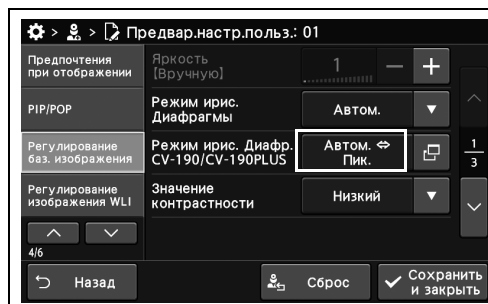 > > Предвар.настр.польз.: 01
Предпочтения
при отображении
PIP/POP
Регулирование
баз. изображения
Регулирование
изображения WLI
4/6
Яркость
[Вручную]
1
Режим ирис.
Диафрагмы
Автом.
Режим ирис. Диафр.
CV-190/CV-190PLUS
Автом. ⇔
Пик.
Значение
контрастности
Низкий
1
3
Назад
Сброс
Сохранить
и закрыть